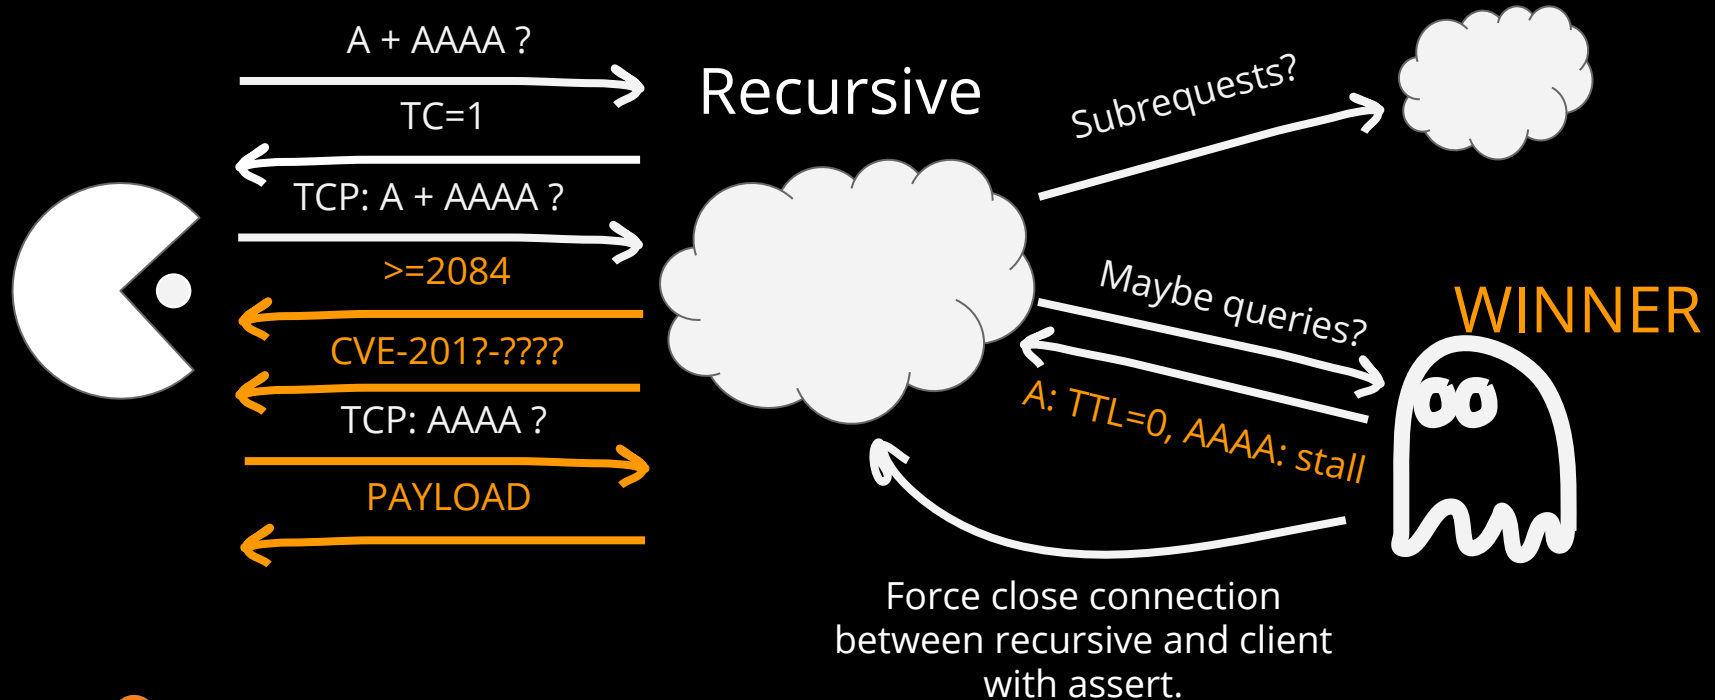 A + AAAA ?
TC=1
TCP: A + AAAA ?
>=2084
CVE-201?-????
TCP: AAAA ?
PAYLOAD
Recursive
Subrequests?
Maybe queries?
A: TTL=0, AAAA: stall
WINNER
Force close connection
between recursive and client
with assert.